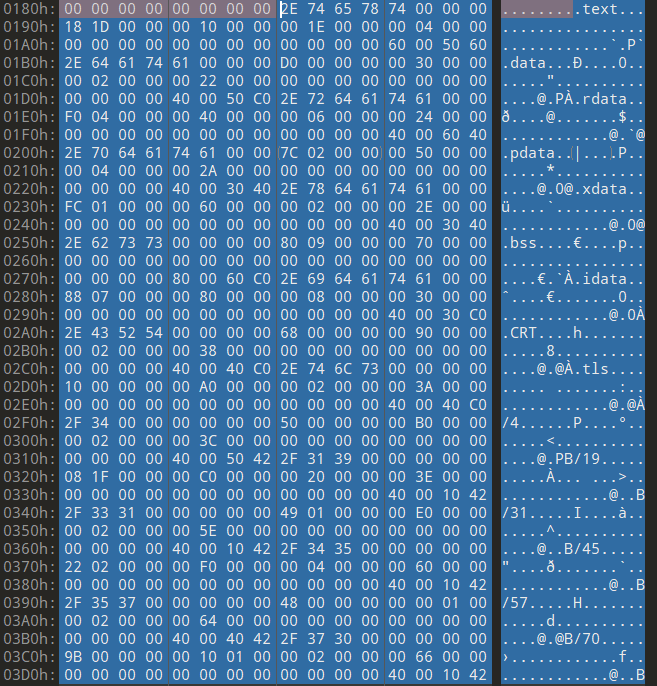 0180h: 00 00 00 00 00 00 00 00 2E 74 65 78 74 00 00 00 .........text...
0190h: 18 1D 00 00 00 10 00 00 00 1E 00 00 00 04 00 00 ................
01A0h: 00 00 00 00 00 00 00 00 00 00 00 00 60 00 50 60 ............`.P`
01B0h: 2E 64 61 74 61 00 00 00 D0 00 00 00 00 30 00 00 .data...Ð....0..
01C0h: 00 02 00 00 00 22 00 00 00 00 00 00 00 00 00 00 ....."..........
01D0h: 00 00 00 00 40 00 50 C0 2E 72 64 61 74 61 00 00 ....@.PÀ.rdata..
01E0h: F0 04 00 00 00 40 00 00 00 06 00 00 00 24 00 00 ð....@.......$..
01F0h: 00 00 00 00 00 00 00 00 00 00 00 00 40 00 60 40 ............@.`@
0200h: 2E 70 64 61 74 61 00 00 7C 02 00 00 00 50 00 00 .pdata..|....P..
0210h: 00 04 00 00 00 2A 00 00 00 00 00 00 00 00 00 00 .....*..........
0220h: 00 00 00 00 40 00 30 40 2E 78 64 61 74 61 00 00 ....@.0@.xdata..
0230h: FC 01 00 00 00 60 00 00 00 02 00 00 00 2E 00 00 ü....`..........
0240h: 00 00 00 00 00 00 00 00 00 00 00 00 40 00 30 40 ............@.0@
0250h: 2E 62 73 73 00 00 00 00 80 09 00 00 00 70 00 00 .bss....€....p..
0260h: 00 00 00 00 00 00 00 00 00 00 00 00 00 00 00 00 ................
0270h: 00 00 00 00 80 00 60 C0 2E 69 64 61 74 61 00 00 ....€.`À.idata..
0280h: 88 07 00 00 00 80 00 00 00 08 00 00 00 30 00 00 ˆ....€.......0..
0290h: 00 00 00 00 00 00 00 00 00 00 00 00 40 00 30 C0 ............@.0À
02A0h: 2E 43 52 54 00 00 00 00 68 00 00 00 00 90 00 00 .CRT....h.......
02B0h: 00 02 00 00 00 38 00 00 00 00 00 00 00 00 00 00 .....8..........
02C0h: 00 00 00 00 40 00 40 C0 2E 74 6C 73 00 00 00 00 ....@.@À.tls....
02D0h: 10 00 00 00 00 A0 00 00 00 02 00 00 00 3A 00 00 ..... .......:..
02E0h: 00 00 00 00 00 00 00 00 00 00 00 00 40 00 40 C0 ............@.@À
02F0h: 2F 34 00 00 00 00 00 00 50 00 00 00 00 B0 00 00 /4......P....°..
0300h: 00 02 00 00 00 3C 00 00 00 00 00 00 00 00 00 00 .....<..........
0310h: 00 00 00 00 40 00 50 42 2F 31 39 00 00 00 00 00 ....@.PB/19.....
0320h: 08 1F 00 00 00 C0 00 00 00 20 00 00 00 3E 00 00 .....À... ...>..
0330h: 00 00 00 00 00 00 00 00 00 00 00 00 40 00 10 42 ............@..B
0340h: 2F 33 31 00 00 00 00 00 49 01 00 00 00 E0 00 00 /31.....I....à..
0350h: 00 02 00 00 00 5E 00 00 00 00 00 00 00 00 00 00 .....^..........
0360h: 00 00 00 00 40 00 10 42 2F 34 35 00 00 00 00 00 ....@..B/45.....
0370h: 22 02 00 00 00 F0 00 00 00 04 00 00 00 60 00 00 "....ð.......`..
0380h: 00 00 00 00 00 00 00 00 00 00 00 00 40 00 10 42 ............@..B
0390h: 2F 35 37 00 00 00 00 00 48 00 00 00 00 00 01 00 /57.....H.......
03A0h: 00 02 00 00 00 64 00 00 00 00 00 00 00 00 00 00 .....d..........
03B0h: 00 00 00 00 40 00 40 42 2F 37 30 00 00 00 00 00 ....@.@B/70.....
03C0h: 9B 00 00 00 00 10 01 00 00 02 00 00 00 66 00 00 ›............f..
03D0h: 00 00 00 00 00 00 00 00 00 00 00 00 40 00 10 42 ............@..B